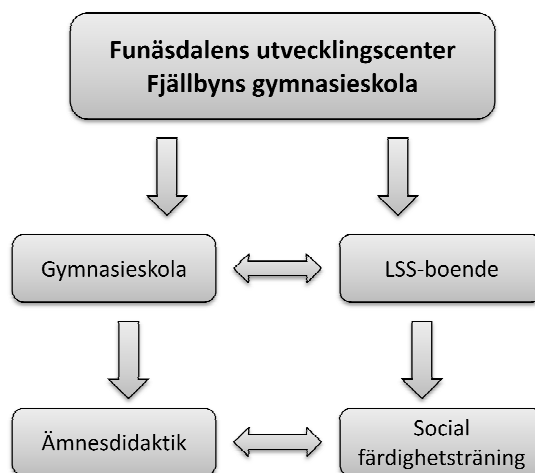 Funäsdalens utvecklingscenter
Fjällbyns gymnasieskola
Gymnasieskola
LSS-boende
Ämnesdidaktik
Social
färdighetsträning